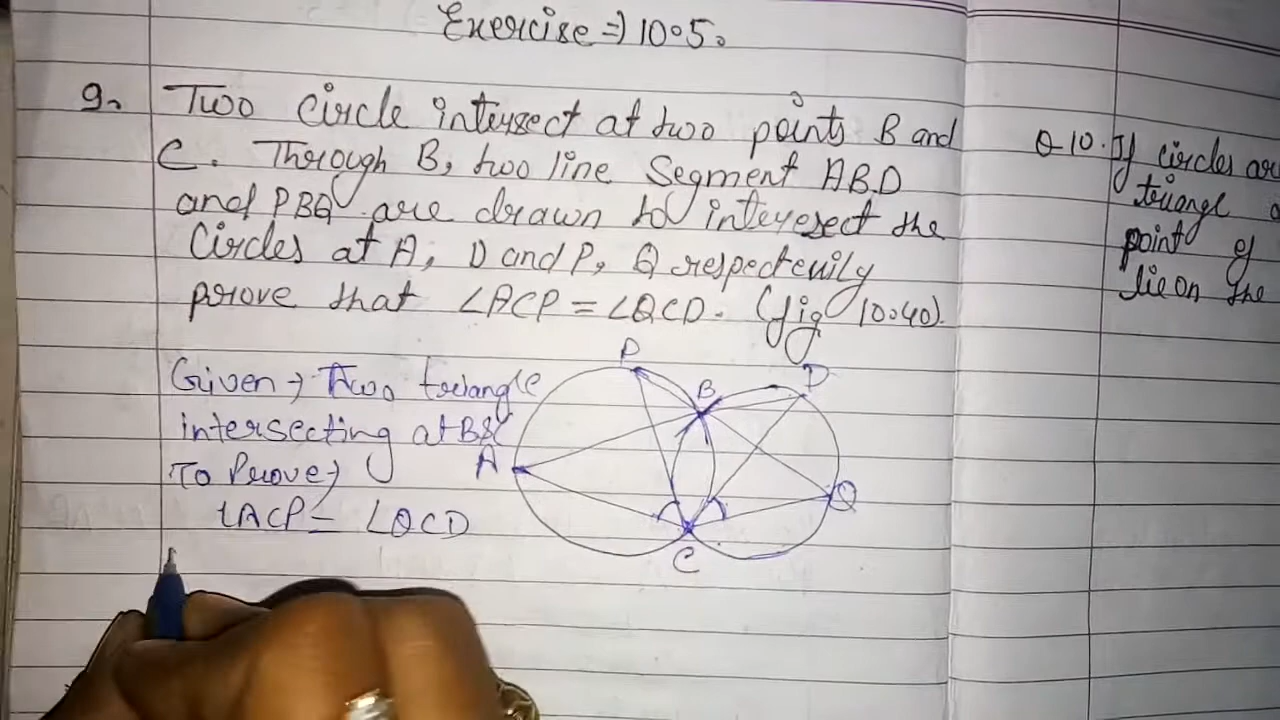 Exercise ⇒ 10.5.
9. Two circle intersect at two points B and
C. Through B, two line Segment ABD
and PBQ are drawn to intersect the
Circles at A, D and P, Q respectenily
prove that ∠ACP = ∠QCD. (fig 10.40).
Given → Two triangle
intersecting at B&C
To Prove →
∠ACP = ∠QCD
P
B
D
A
Q
C
Q 10. If circles are
triangl
point of
lie on the